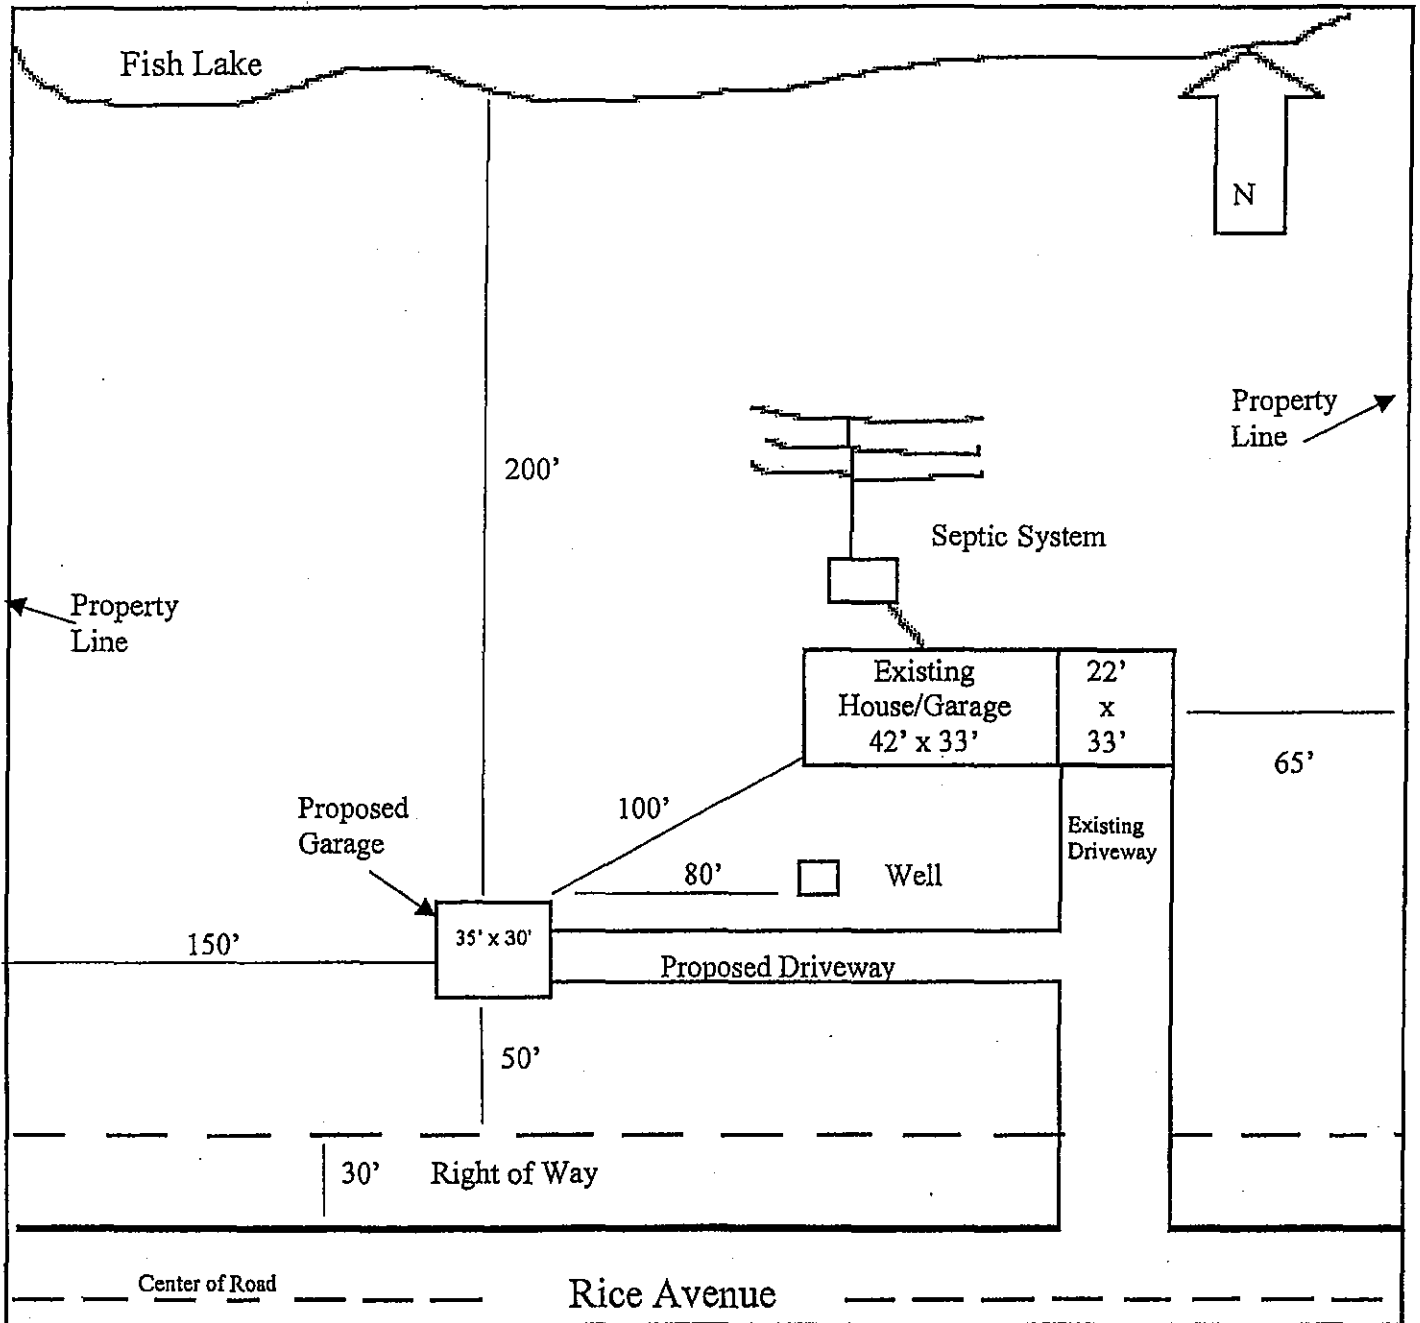 Fish Lake
N
Property
Line
200'
Septic System
Property
Line
Existing
House/Garage
42' x 33'
22'
x
33'
65'
Proposed
Garage
100'
Existing
Driveway
80'
Well
150'
35' x 30'
Proposed Driveway
50'
30'
Right of Way
Center of Road
Rice Avenue